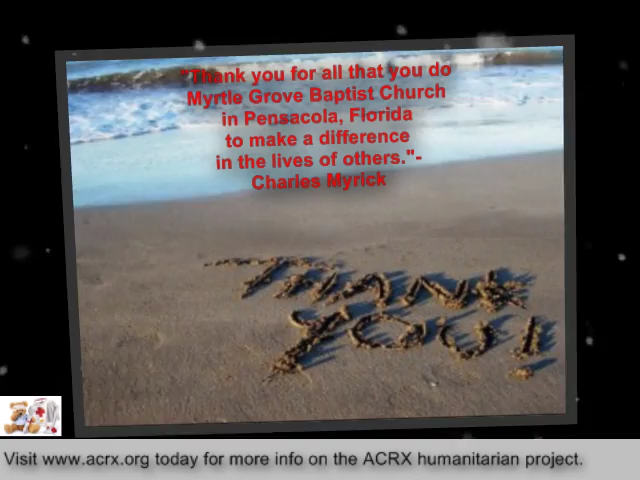 "Thank you for all that you do
Myrtle Grove Baptist Church
in Pensacola, Florida
to make a difference
in the lives of others."-
Charles Myrick
THANK
YOU!
Visit www.acrx.org today for more info on the ACRX humanitarian project.